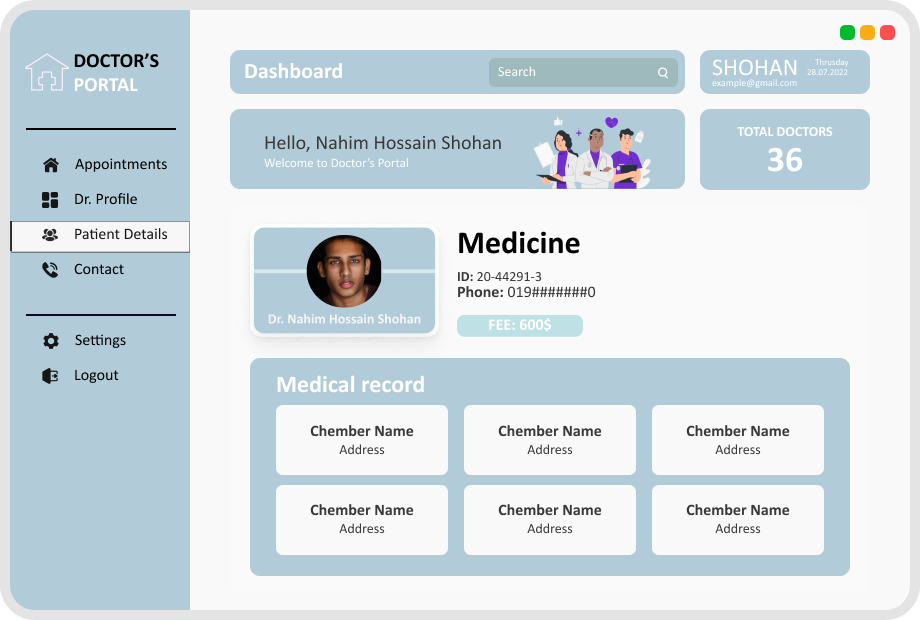 DOCTOR'S
PORTAL
Appointments
Dr. Profile
Patient Details
Contact
Settings
Logout
Dashboard
Search
SHOHAN
Thrusday
28.07.2022
example@gmail.com
Hello, Nahim Hossain Shohan
Welcome to Doctor's Portal
TOTAL DOCTORS
36
Dr. Nahim Hossain Shohan
Medicine
ID: 20-44291-3
Phone: 019#######0
FEE: 600$
Medical record
Chember Name
Address
Chember Name
Address
Chember Name
Address
Chember Name
Address
Chember Name
Address
Chember Name
Address